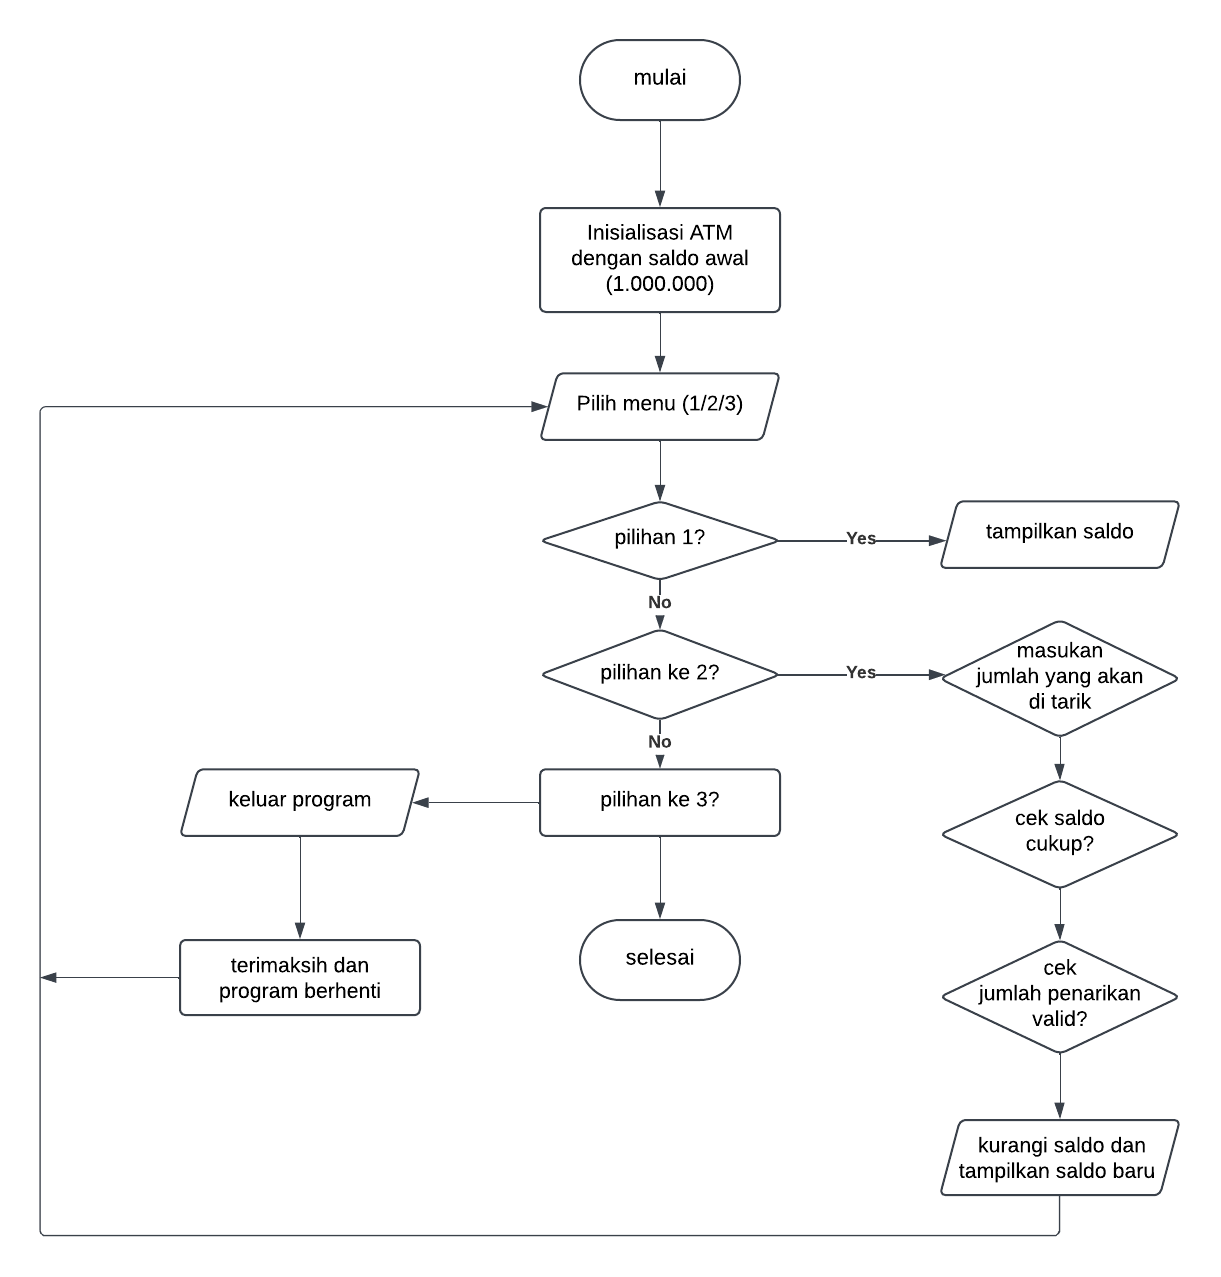 mulai
Inisialisasi ATM
dengan saldo awal
(1.000.000)
Pilih menu (1/2/3)
pilihan 1?
Yes
tampilkan saldo
No
pilihan ke 2?
Yes
masukan
jumlah yang akan
di tarik
No
pilihan ke 3?
keluar program
cek saldo
cukup?
terimaksih dan
program berhenti
selesai
cek
jumlah penarikan
valid?
kurangi saldo dan
tampilkan saldo baru